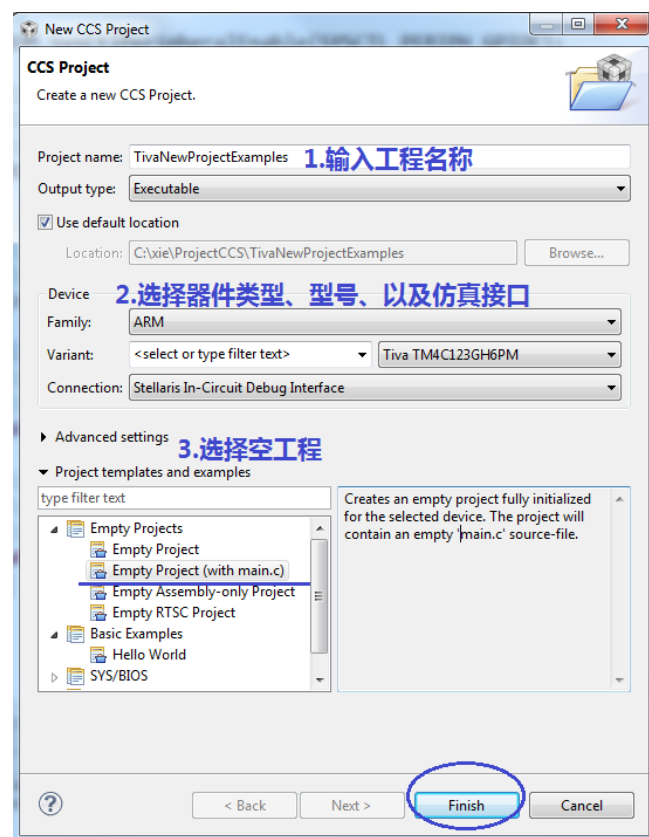 New CCS Project
CCS Project
Create a new CCS Project.
Project name: TivaNewProjectExamples 1.输入工程名称
Output type: Executable
Use default location
Location: C:\xie\ProjectCCS\TivaNewProjectExamples Browse...
Device 2.选择器件类型、型号、以及仿真接口
Family: ARM
Variant: <select or type filter text> Tiva TM4C123GH6PM
Connection: Stellaris In-Circuit Debug Interface
Advanced settings 3.选择空工程
Project templates and examples
type filter text
Empty Projects
Empty Project
Empty Project (with main.c)
Empty Assembly-only Project
Empty RTSC Project
Basic Examples
Hello World
SYS/BIOS
Creates an empty project fully initialized
for the selected device. The project will
contain an empty 'main.c' source-file.
< Back Next > Finish Cancel